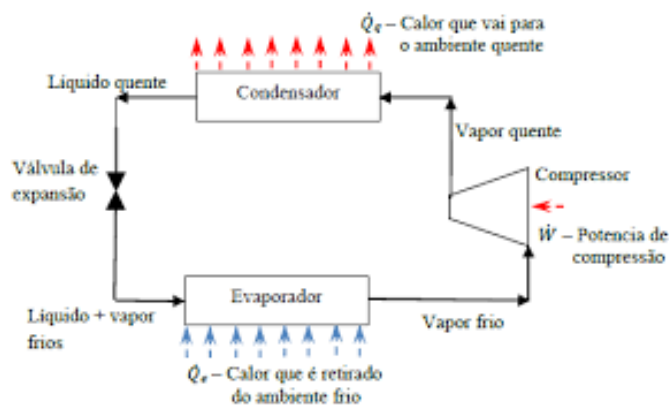 Q̇q – Calor que vai para
o ambiente quente
Líquido quente
Condensador
Vapor quente
Válvula de
expansão
Compressor
Ẇ – Potencia de
compressão
Evaporador
Líquido + vapor
frios
Vapor frio
Q̇e – Calor que é retirado
do ambiente frio